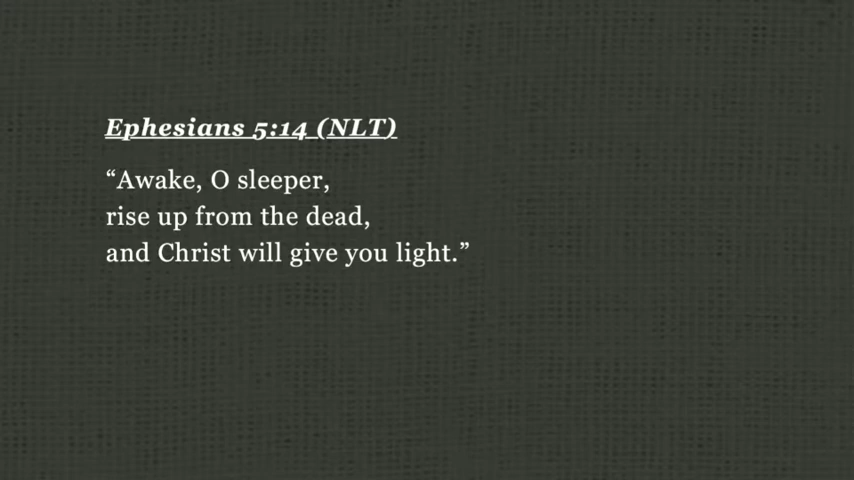 Ephesians 5:14 (NLT)
“Awake, O sleeper,
rise up from the dead,
and Christ will give you light.”